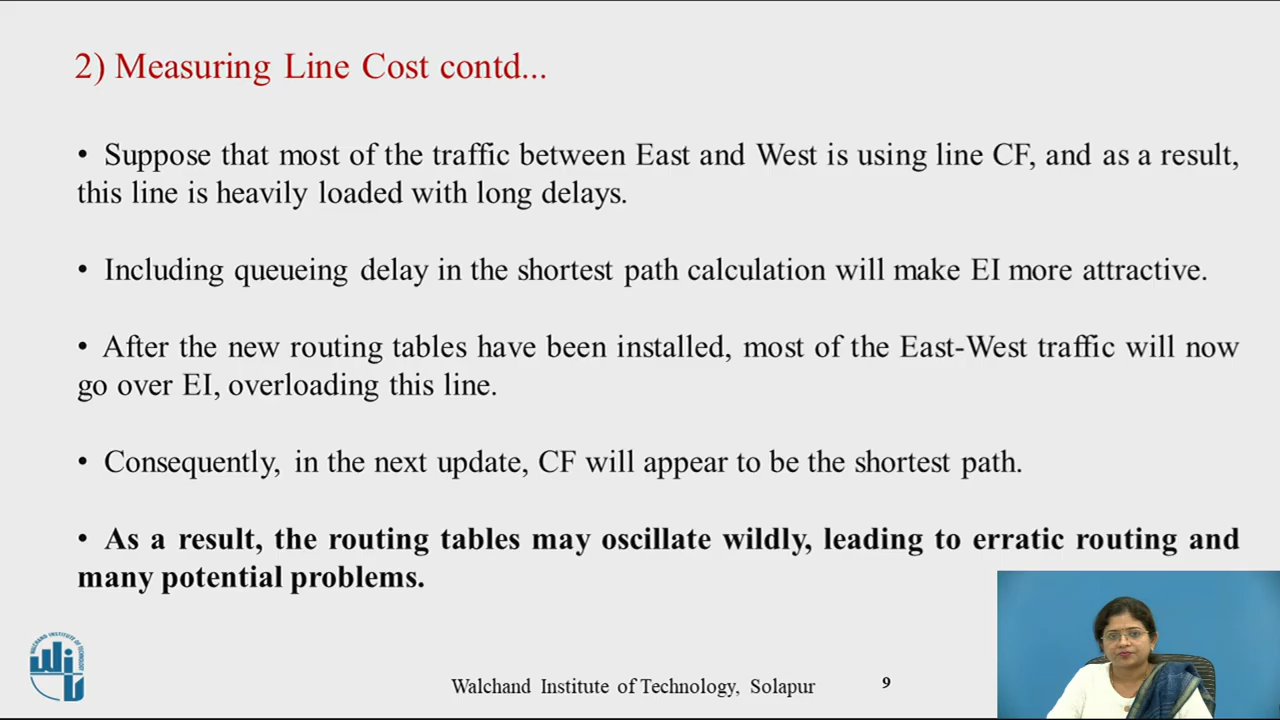 2) Measuring Line Cost contd...
• Suppose that most of the traffic between East and West is using line CF, and as a result,
this line is heavily loaded with long delays.
• Including queueing delay in the shortest path calculation will make EI more attractive.
• After the new routing tables have been installed, most of the East-West traffic will now
go over EI, overloading this line.
• Consequently, in the next update, CF will appear to be the shortest path.
• As a result, the routing tables may oscillate wildly, leading to erratic routing and
many potential problems.
WALCHAND INSTITUTE OF TECHNOLOGY
Walchand Institute of Technology, Solapur
9